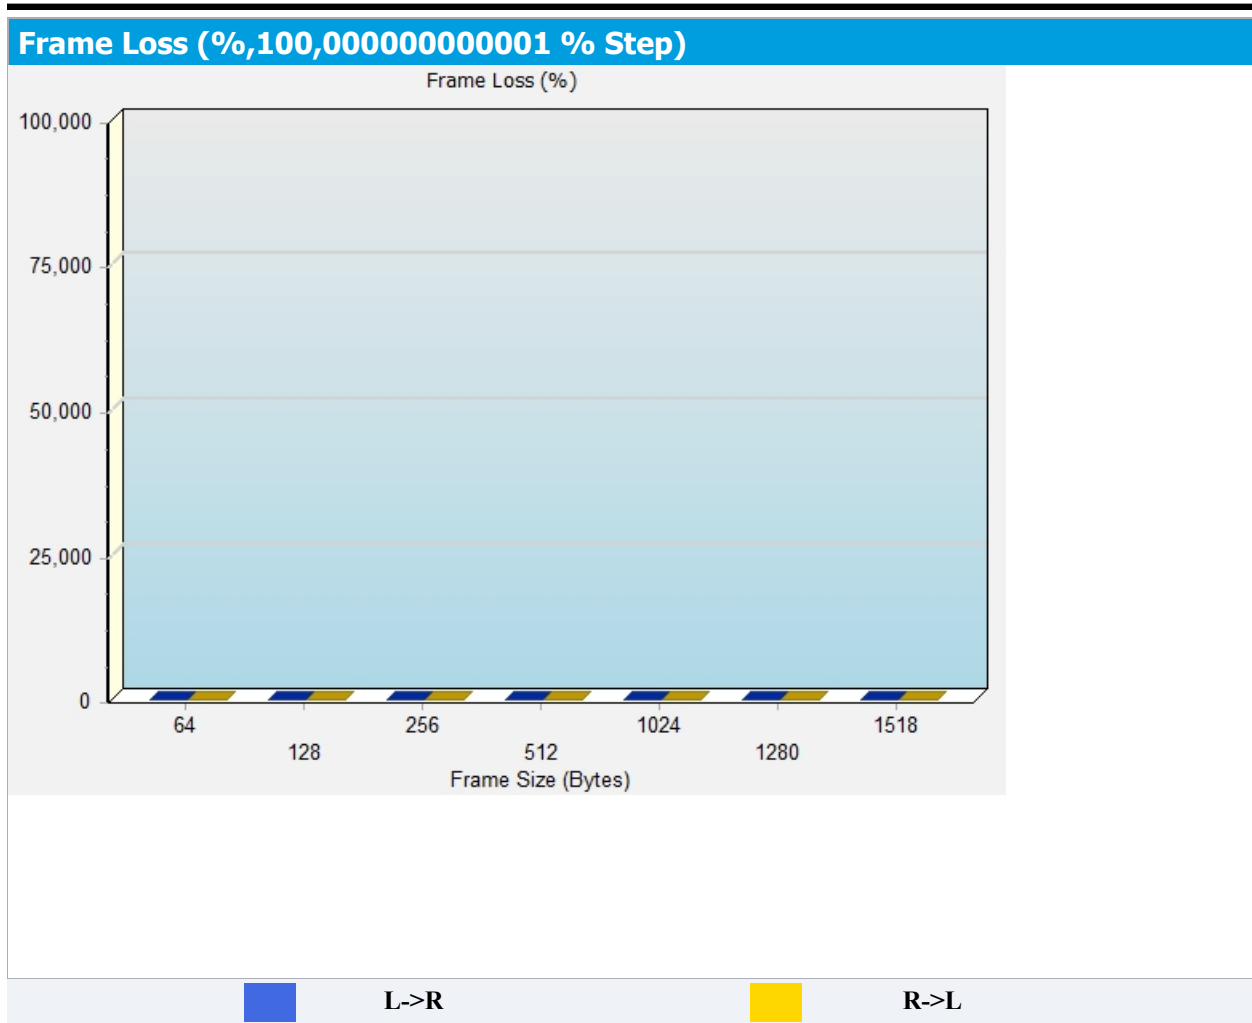 Frame Loss (%,100,000000000001 % Step)
Frame Loss (%)
100,000
75,000
50,000
25,000
0
64 256 1024 1518
128 512 1280
Frame Size (Bytes)
L->R R->L